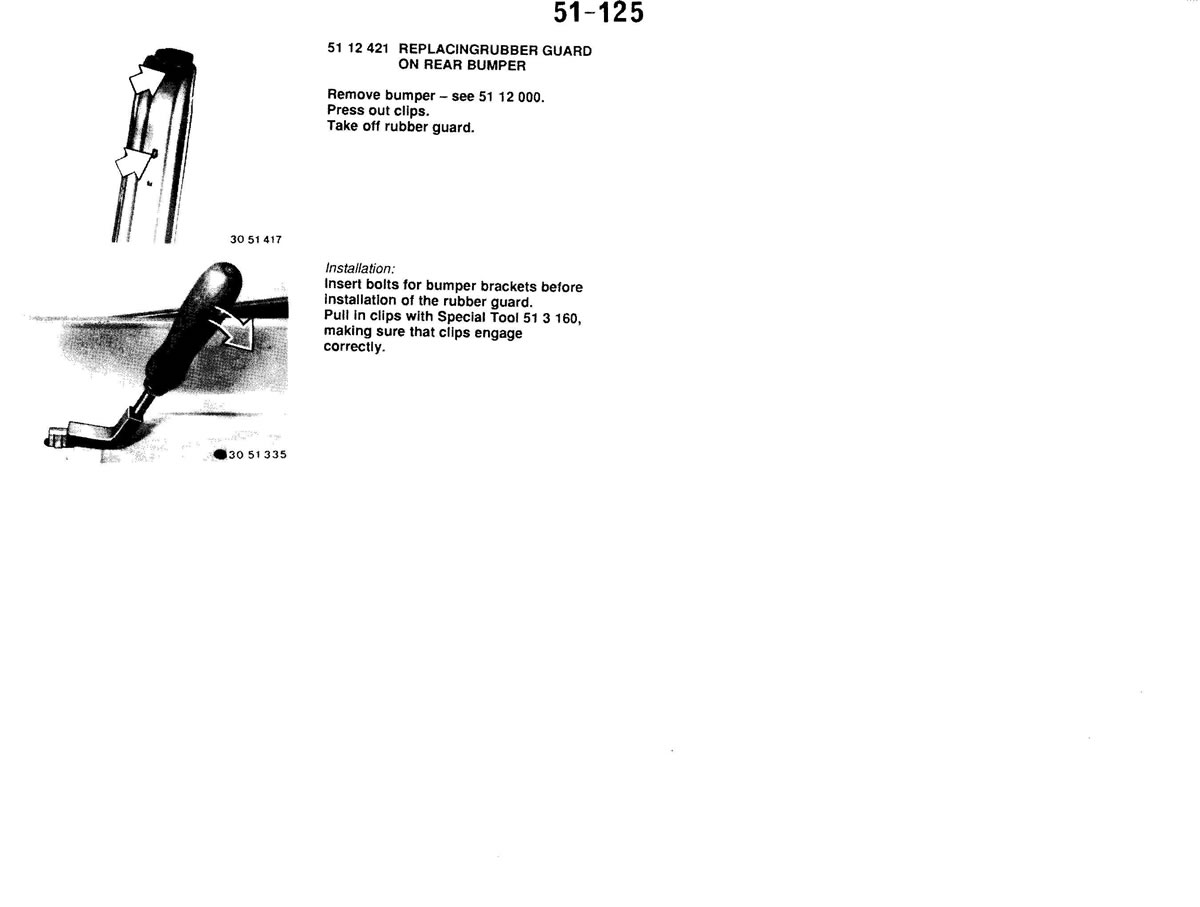 51-125
51 12 421 REPLACINGRUBBER GUARD
ON REAR BUMPER
Remove bumper – see 51 12 000.
Press out clips.
Take off rubber guard.
30 51 417
Installation:
Insert bolts for bumper brackets before
installation of the rubber guard.
Pull in clips with Special Tool 51 3 160,
making sure that clips engage
correctly.
30 51 335